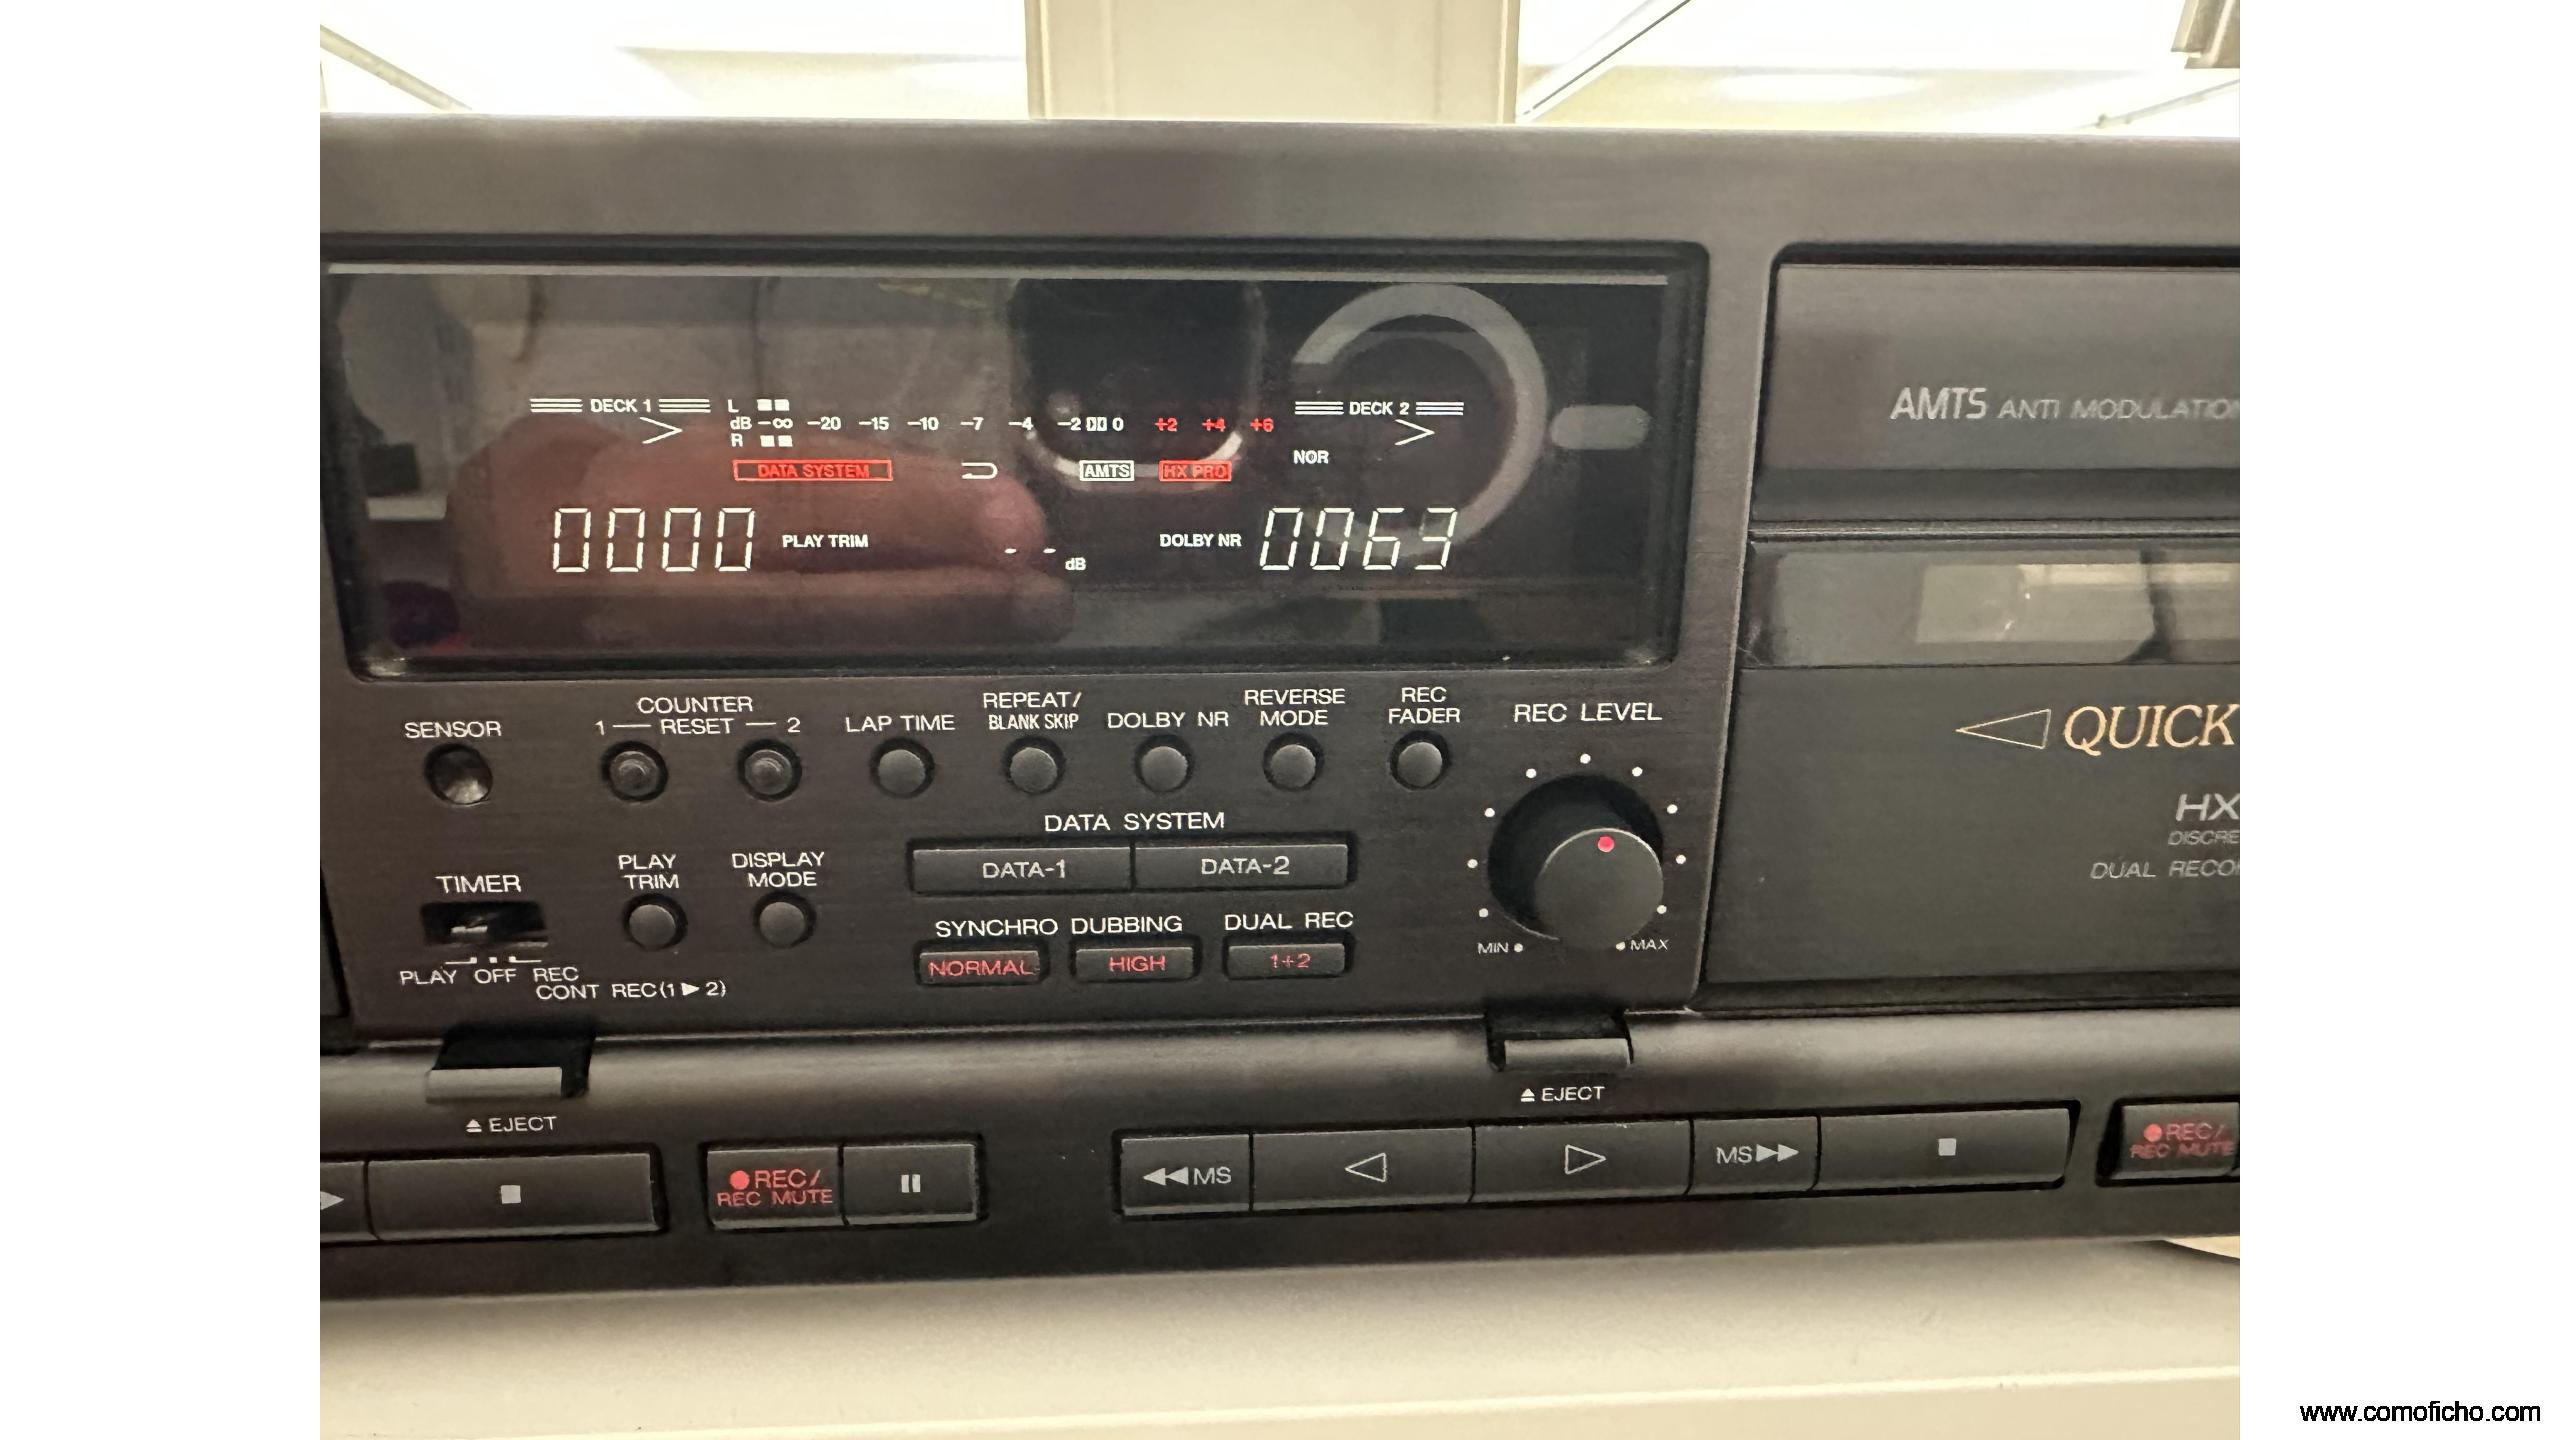 AMTS ANTI MODULATIO
DECK 1
L
dB -∞ -20 -15 -10 -7 -4 -2 0 +2 +4 +6
R
DECK 2
NOR
DATA SYSTEM
AMTS
HX PRO
0000
PLAY TRIM
-- dB
DOLBY NR
0063
SENSOR
COUNTER
1 — RESET — 2
LAP TIME
REPEAT/
BLANK SKIP
DOLBY NR
REVERSE
MODE
REC
FADER
REC LEVEL
QUICK
HX
DISCRE
DUAL RECO
TIMER
PLAY
TRIM
DISPLAY
MODE
DATA SYSTEM
DATA-1
DATA-2
SYNCHRO DUBBING
DUAL REC
NORMAL
HIGH
1+2
MIN
MAX
PLAY OFF REC
CONT REC(1▶2)
EJECT
EJECT
REC/
REC MUTE
MS
MS
REC/
REC MUTE
www.comoficho.com